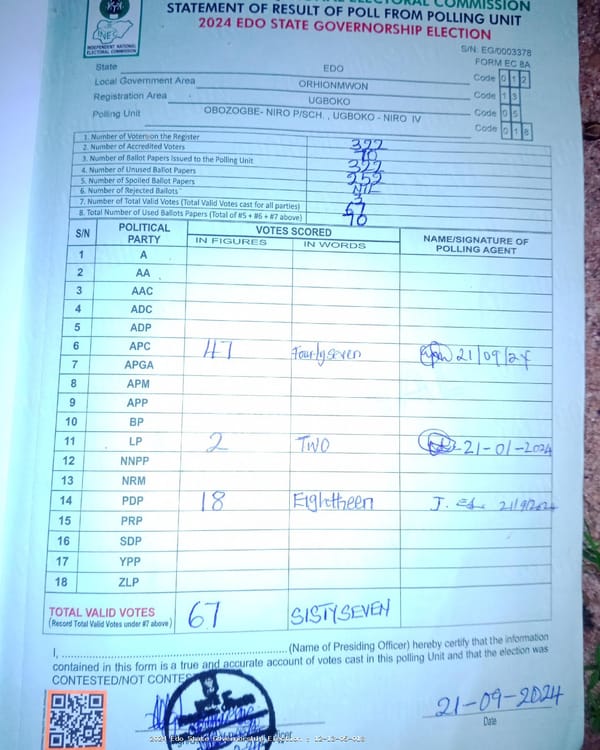 INDEPENDENT NATIONAL ELECTORAL COMMISSION
STATEMENT OF RESULT OF POLL FROM POLLING UNIT
2024 EDO STATE GOVERNORSHIP ELECTION
S/N: EG/0003378
FORM EC 8A
State EDO Code 0 1 2
Local Government Area ORHIONMWON Code 1 3
Registration Area UGBOKO Code 0 5
Polling Unit OBOZOGBE- NIRO P/SCH. , UGBOKO - NIRO IV Code 0 1 8
1. Number of Voters on the Register 322
2. Number of Accredited Voters 70
3. Number of Ballot Papers Issued to the Polling Unit 322
4. Number of Unused Ballot Papers 252
5. Number of Spoiled Ballot Papers NIL
6. Number of Rejected Ballots 3
7. Number of Total Valid Votes (Total Valid Votes cast for all parties) 67
8. Total Number of Used Ballots Papers (Total of #5 + #6 + #7 above) 70
S/N POLITICAL PARTY VOTES SCORED NAME/SIGNATURE OF POLLING AGENT
IN FIGURES IN WORDS
1 A
2 AA
3 AAC
4 ADC
5 ADP
6 APC 47 Fourlyseven 21/09/24
7 APGA
8 APM
9 APP
10 BP
11 LP 2 TWO 21-01-2024
12 NNPP
13 NRM
14 PDP 18 Eightheen J. 21/9/2024
15 PRP
16 SDP
17 YPP
18 ZLP
TOTAL VALID VOTES 67 SISTYSEVEN
(Record Total Valid Votes under #7 above)
I, (Name of Presiding Officer) hereby certify that the information
contained in this form is a true and accurate account of votes cast in this polling Unit and that the election was
CONTESTED/NOT CONTES
21-09-2024
Date
2024 Edo State Governorship Election : 12-13-05-018